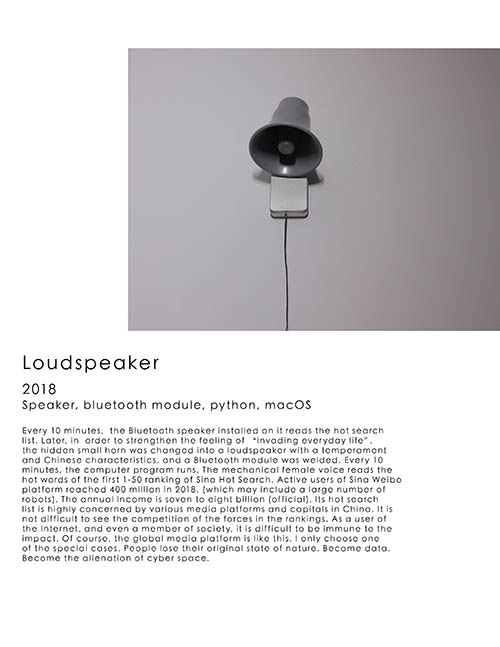 Loudspeaker
2018
Speaker, bluetooth module, python, macOS
Every 10 minutes, the Bluetooth speaker installed on it reads the hot search
list. Later, in order to strengthen the feeling of “invading everyday life”,
the hidden small horn was changed into a loudspeaker with a temperament
and Chinese characteristics, and a Bluetooth module was welded. Every 10
minutes, the computer program runs. The mechanical female voice reads the
hot words of the first 1-50 ranking of Sina Hot Search. Active users of Sina Weibo
platform reached 400 million in 2018, (which may include a large number of
robots). The annual income is seven to eight billion (official). Its hot search
list is highly concerned by various media platforms and capitals in China. It is
not difficult to see the competition of the forces in the rankings. As a user of
the Internet, and even a member of society, it is difficult to be immune to the
impact. Of course, the global media platform is like this. I only choose one
of the special cases. People lose their original state of nature. Become data.
Become the alienation of cyber space.